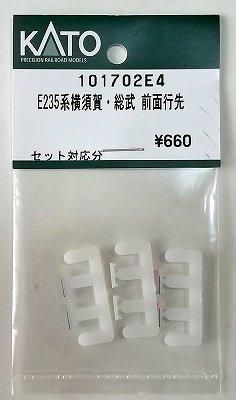 KATO
PRECISION RAILROAD MODELS
101702E4
E235系横須賀・総武 前面行先
¥660
セット対応分